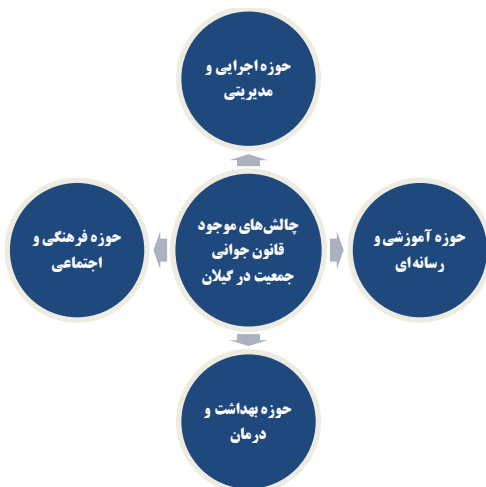 حوزه اجرایی و
مدیریتی
حوزه آموزشی و
رسانه‌ای
چالش‌های موجود
قانون جوانی
جمعیت در گیلان
حوزه فرهنگی و
اجتماعی
حوزه بهداشت و
درمان